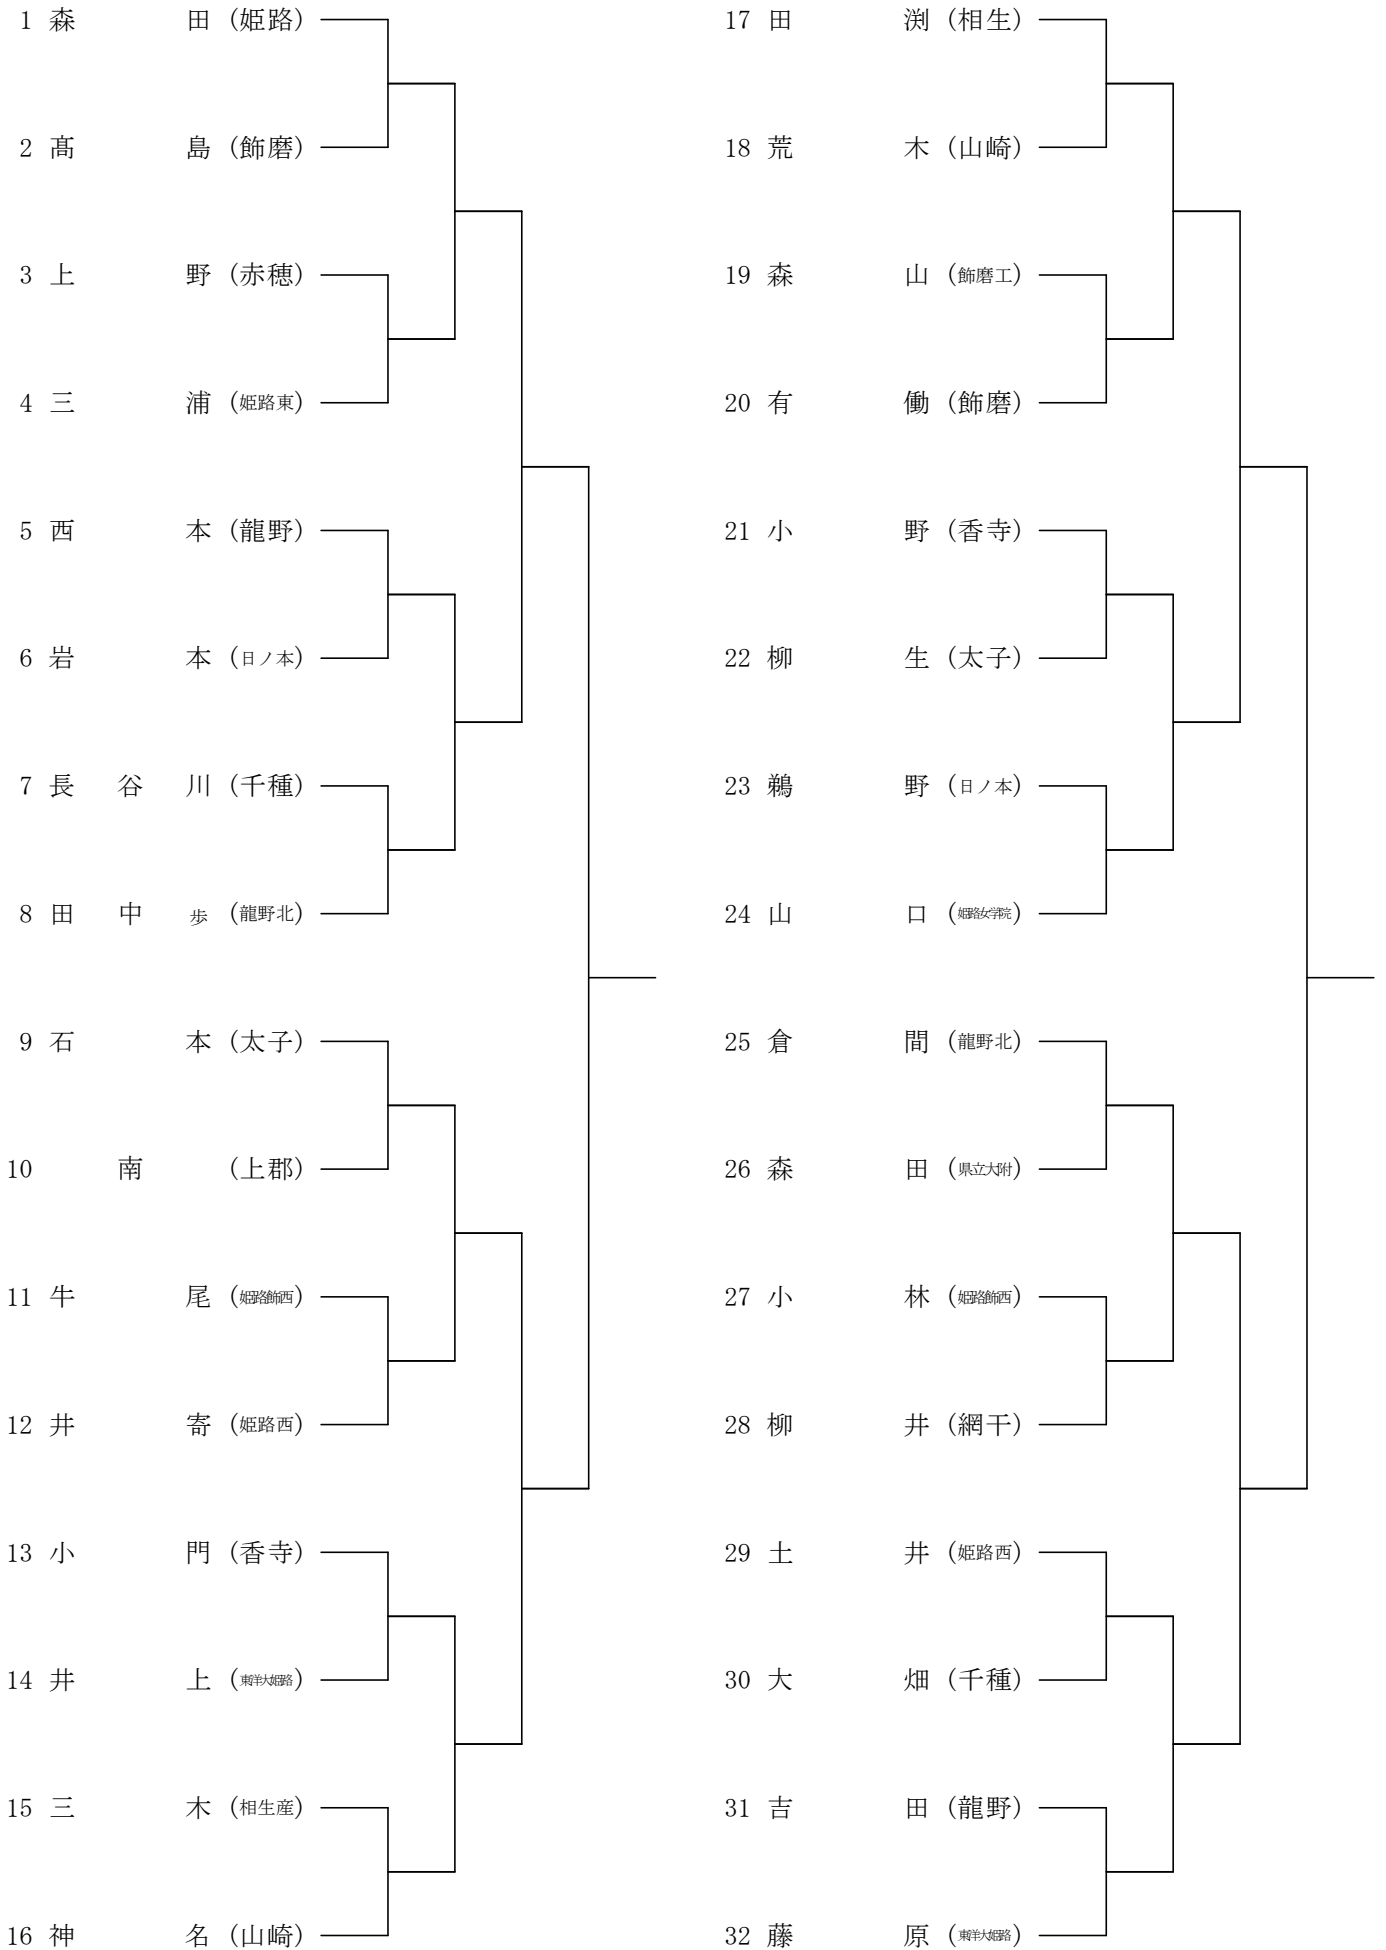 1 森田 (姫路)
2 髙島 (飾磨)
3 上野 (赤穂)
4 三浦 (姫路東)
5 西本 (龍野)
6 岩本 (日ノ本)
7 長谷川 (千種)
8 田中歩 (龍野北)
9 石本 (太子)
10 南 (上郡)
11 牛尾 (姫路飾西)
12 井寄 (姫路西)
13 小門 (香寺)
14 井上 (東洋大姫路)
15 三木 (相生産)
16 神名 (山崎)
17 田渕 (相生)
18 荒木 (山崎)
19 森山 (飾磨工)
20 有働 (飾磨)
21 小野 (香寺)
22 柳生 (太子)
23 鵜野 (日ノ本)
24 山口 (姫路女学院)
25 倉間 (龍野北)
26 森田 (県立大附)
27 小林 (姫路飾西)
28 柳井 (網干)
29 土井 (姫路西)
30 大畑 (千種)
31 吉田 (龍野)
32 藤原 (東洋大姫路)